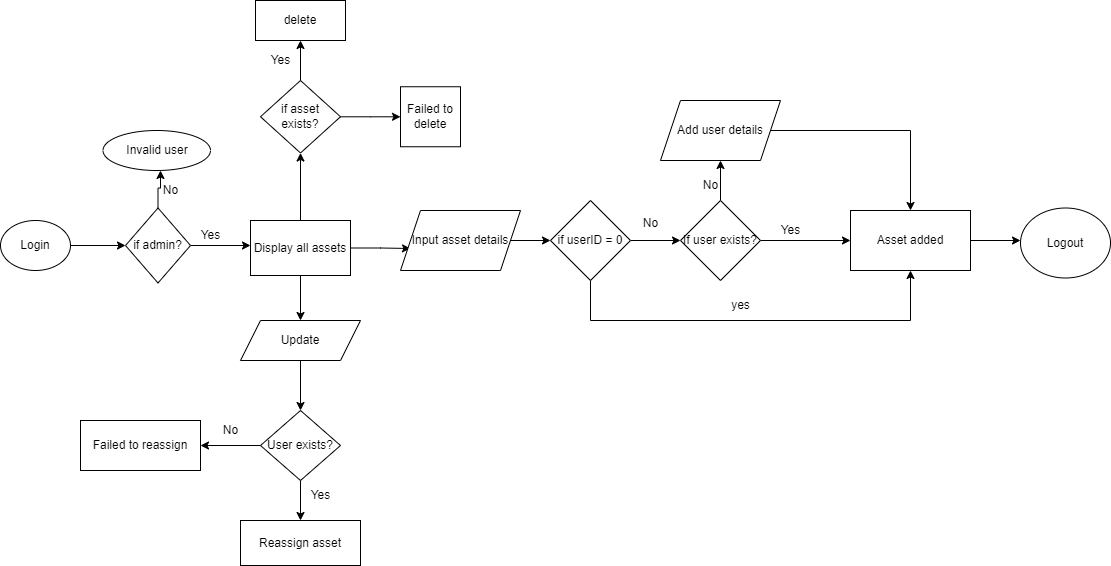 delete
Yes
if asset
exists?
Failed to
delete
Invalid user
No
Add user details
No
Login
if admin?
Yes
Display all assets
Input asset details
if userID = 0
No
if user exists?
Yes
Asset added
Logout
yes
Update
No
Failed to reassign
User exists?
Yes
Reassign asset